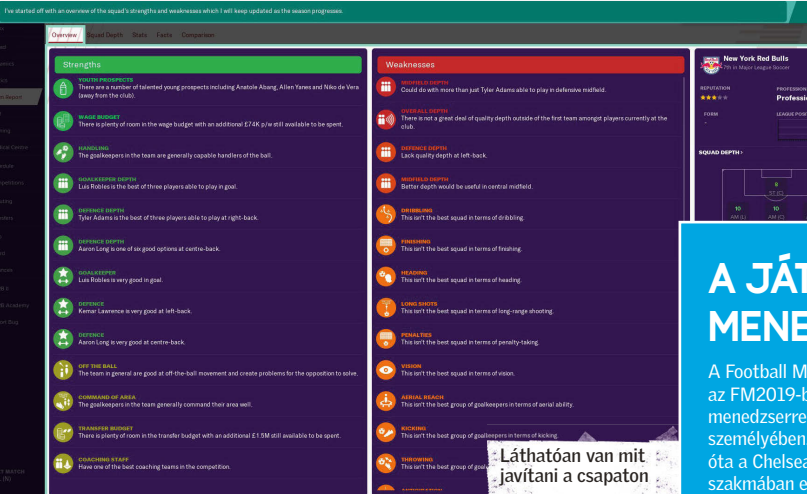 I've started off with an overview of the squad's strengths and weaknesses which I will keep updated as the season progresses.
Overview Squad Depth Stats Facts Comparison
Strengths
YOUTH PROSPECTS
There are a number of talented young prospects including Anatole Abang, Allen Yanes and Niko de Vera
(away from the club).
WAGE BUDGET
There is plenty of room in the wage budget with an additional £74K p/w still available to be spent.
HANDLING
The goalkeepers in the team are generally capable handlers of the ball.
GOALKEEPER DEPTH
Luis Robles is the best of three players able to play in goal.
DEFENCE DEPTH
Tyler Adams is the best of three players able to play at right-back.
DEFENCE DEPTH
Aaron Long is one of six good options at centre-back.
GOALKEEPER
Luis Robles is very good in goal.
DEFENCE
Kemar Lawrence is very good at left-back.
DEFENCE
Aaron Long is very good at centre-back.
OFF THE BALL
The team in general are good at off-the-ball movement and create problems for the opposition to solve.
COMMAND OF AREA
The goalkeepers in the team generally command their area well.
TRANSFER BUDGET
There is plenty of room in the transfer budget with an additional £1.5M still available to be spent.
COACHING STAFF
Have one of the best coaching teams in the competition.
Weaknesses
MIDFIELD DEPTH
Could do with more than just Tyler Adams able to play in defensive midfield.
OVERALL DEPTH
There is not a great deal of quality depth outside of the first team amongst players currently at the
club.
DEFENCE DEPTH
Lack quality depth at left-back.
MIDFIELD DEPTH
Better depth would be useful in central midfield.
DRIBBLING
This isn't the best squad in terms of dribbling.
FINISHING
This isn't the best squad in terms of finishing.
HEADING
This isn't the best squad in terms of heading.
LONG SHOTS
This isn't the best squad in terms of long-range shooting.
PENALTIES
This isn't the best squad in terms of penalty-taking.
VISION
This isn't the best squad in terms of vision.
AERIAL REACH
This isn't the best group of goalkeepers in terms of aerial ability.
KICKING
This isn't the best group of goalkeepers in terms of kicking.
THROWING
This isn't the best group of goal
New York Red Bulls
7th in Major League Soccer
REPUTATION
PROFESSION
Professi
FORM
-
LEAGUE POSI
SQUAD DEPTH ›
9
ST (C)
10
AM (L)
10
AM (C)
A JÁT
MENE
A Football M
az FM2019-b
menedzserre
személyében
óta a Chelsea
szakmában e
Láthatóan van mit
javítani a csapaton